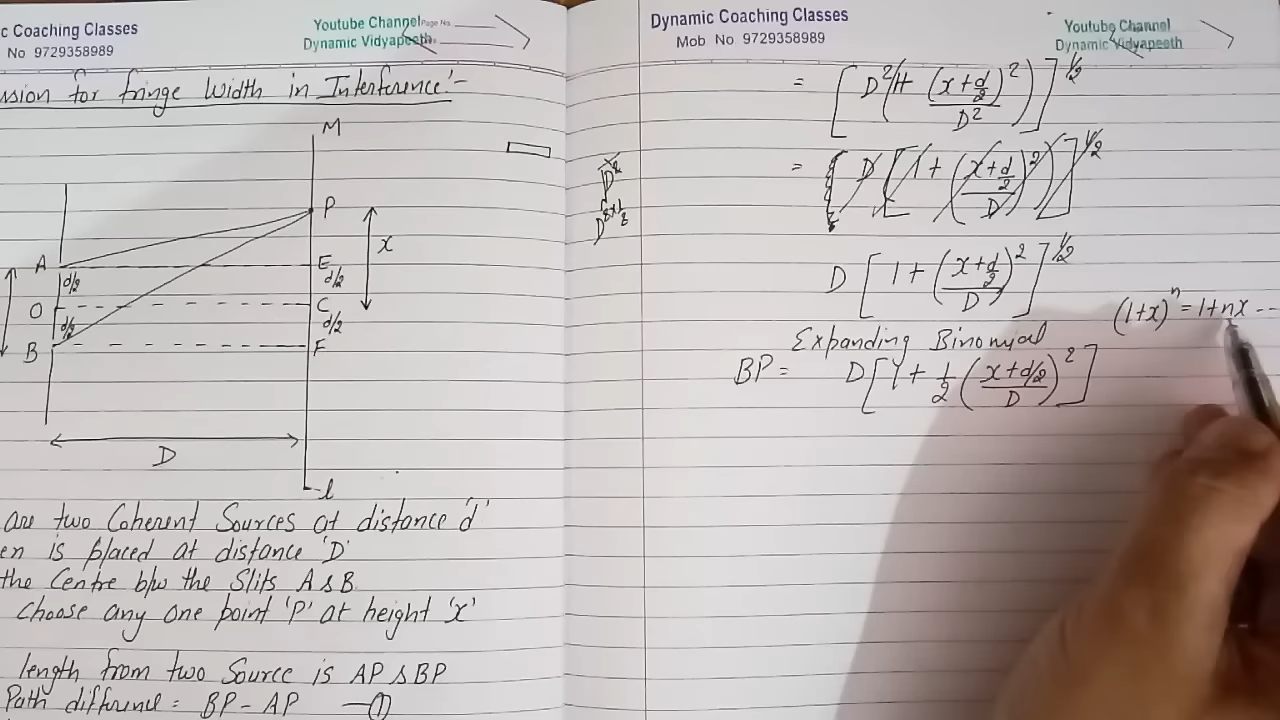 c Coaching Classes
No 9729358989
Youtube Channel Page No.
Dynamic Vidyapeeth
ssion for fringe width in Interference:-
M
P
x
A
E
d/2
d/2
O
C
d/2
d/2
B
F
D
l
are two Coherent Sources at distance 'd'
en is placed at distance 'D'
the Centre b/w the Slits A & B
Choose any one point 'P' at height 'x'
length from two Source is AP & BP
Path difference = BP - AP —①
Dynamic Coaching Classes
Mob No 9729358989
Youtube Channel
Dynamic Vidyapeeth
= [D²(1+ (x+d/2)²/D²)]^1/2
= [D[1+ ((x+d/2)/D)²]]^1/2
D [1+ ((x+d/2)/D)²]^1/2
(1+x)^n = 1+nx --
Expanding Binomial
BP = D[1+ 1/2 ((x+d/2)/D)²]